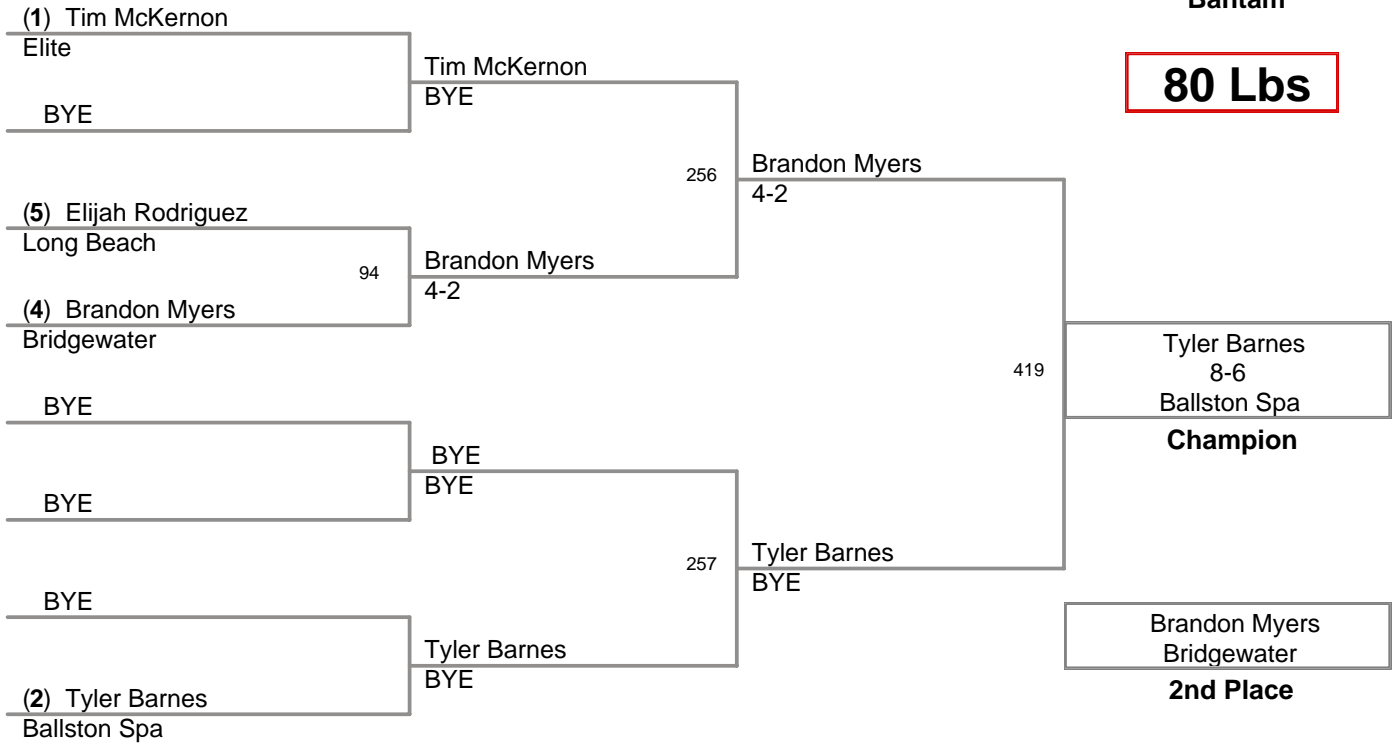 Bantam
80 Lbs
(1) Tim McKernon
Elite
BYE
(5) Elijah Rodriguez
Long Beach
94
(4) Brandon Myers
Bridgewater
BYE
BYE
BYE
(2) Tyler Barnes
Ballston Spa
Tim McKernon
BYE
256
Brandon Myers
4-2
BYE
BYE
257
Tyler Barnes
BYE
Brandon Myers
4-2
419
Tyler Barnes
BYE
Tyler Barnes
8-6
Ballston Spa
Champion
Brandon Myers
Bridgewater
2nd Place